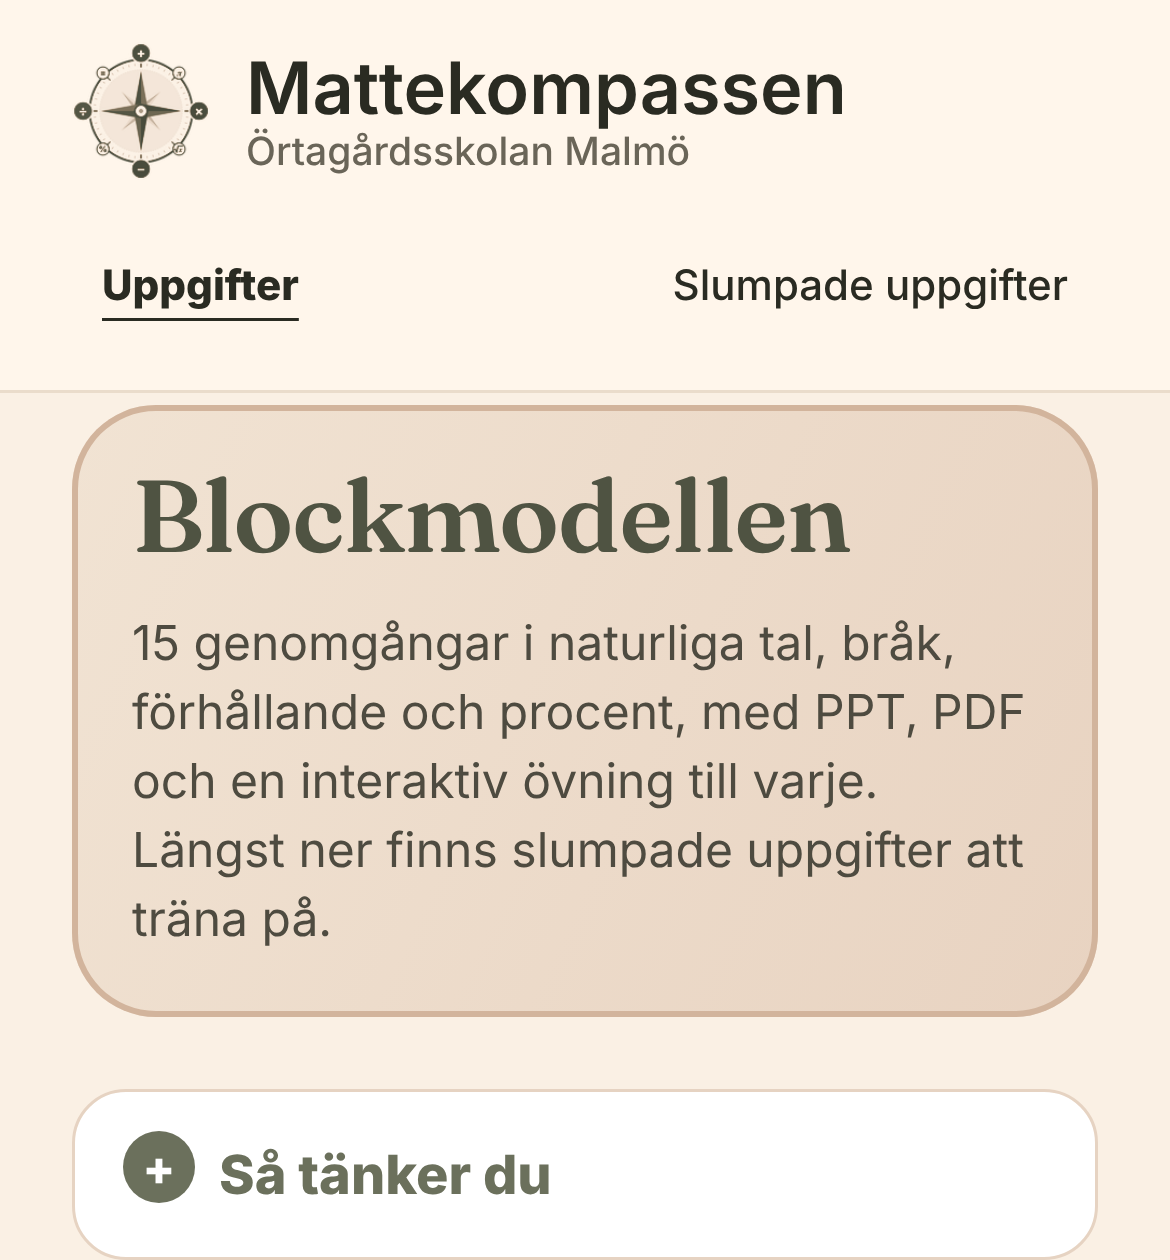 Mattekompassen
Örtagårdsskolan Malmö
Uppgifter
Slumpade uppgifter
Blockmodellen
15 genomgångar i naturliga tal, bråk,
förhållande och procent, med PPT, PDF
och en interaktiv övning till varje.
Längst ner finns slumpade uppgifter att
träna på.
+ Så tänker du